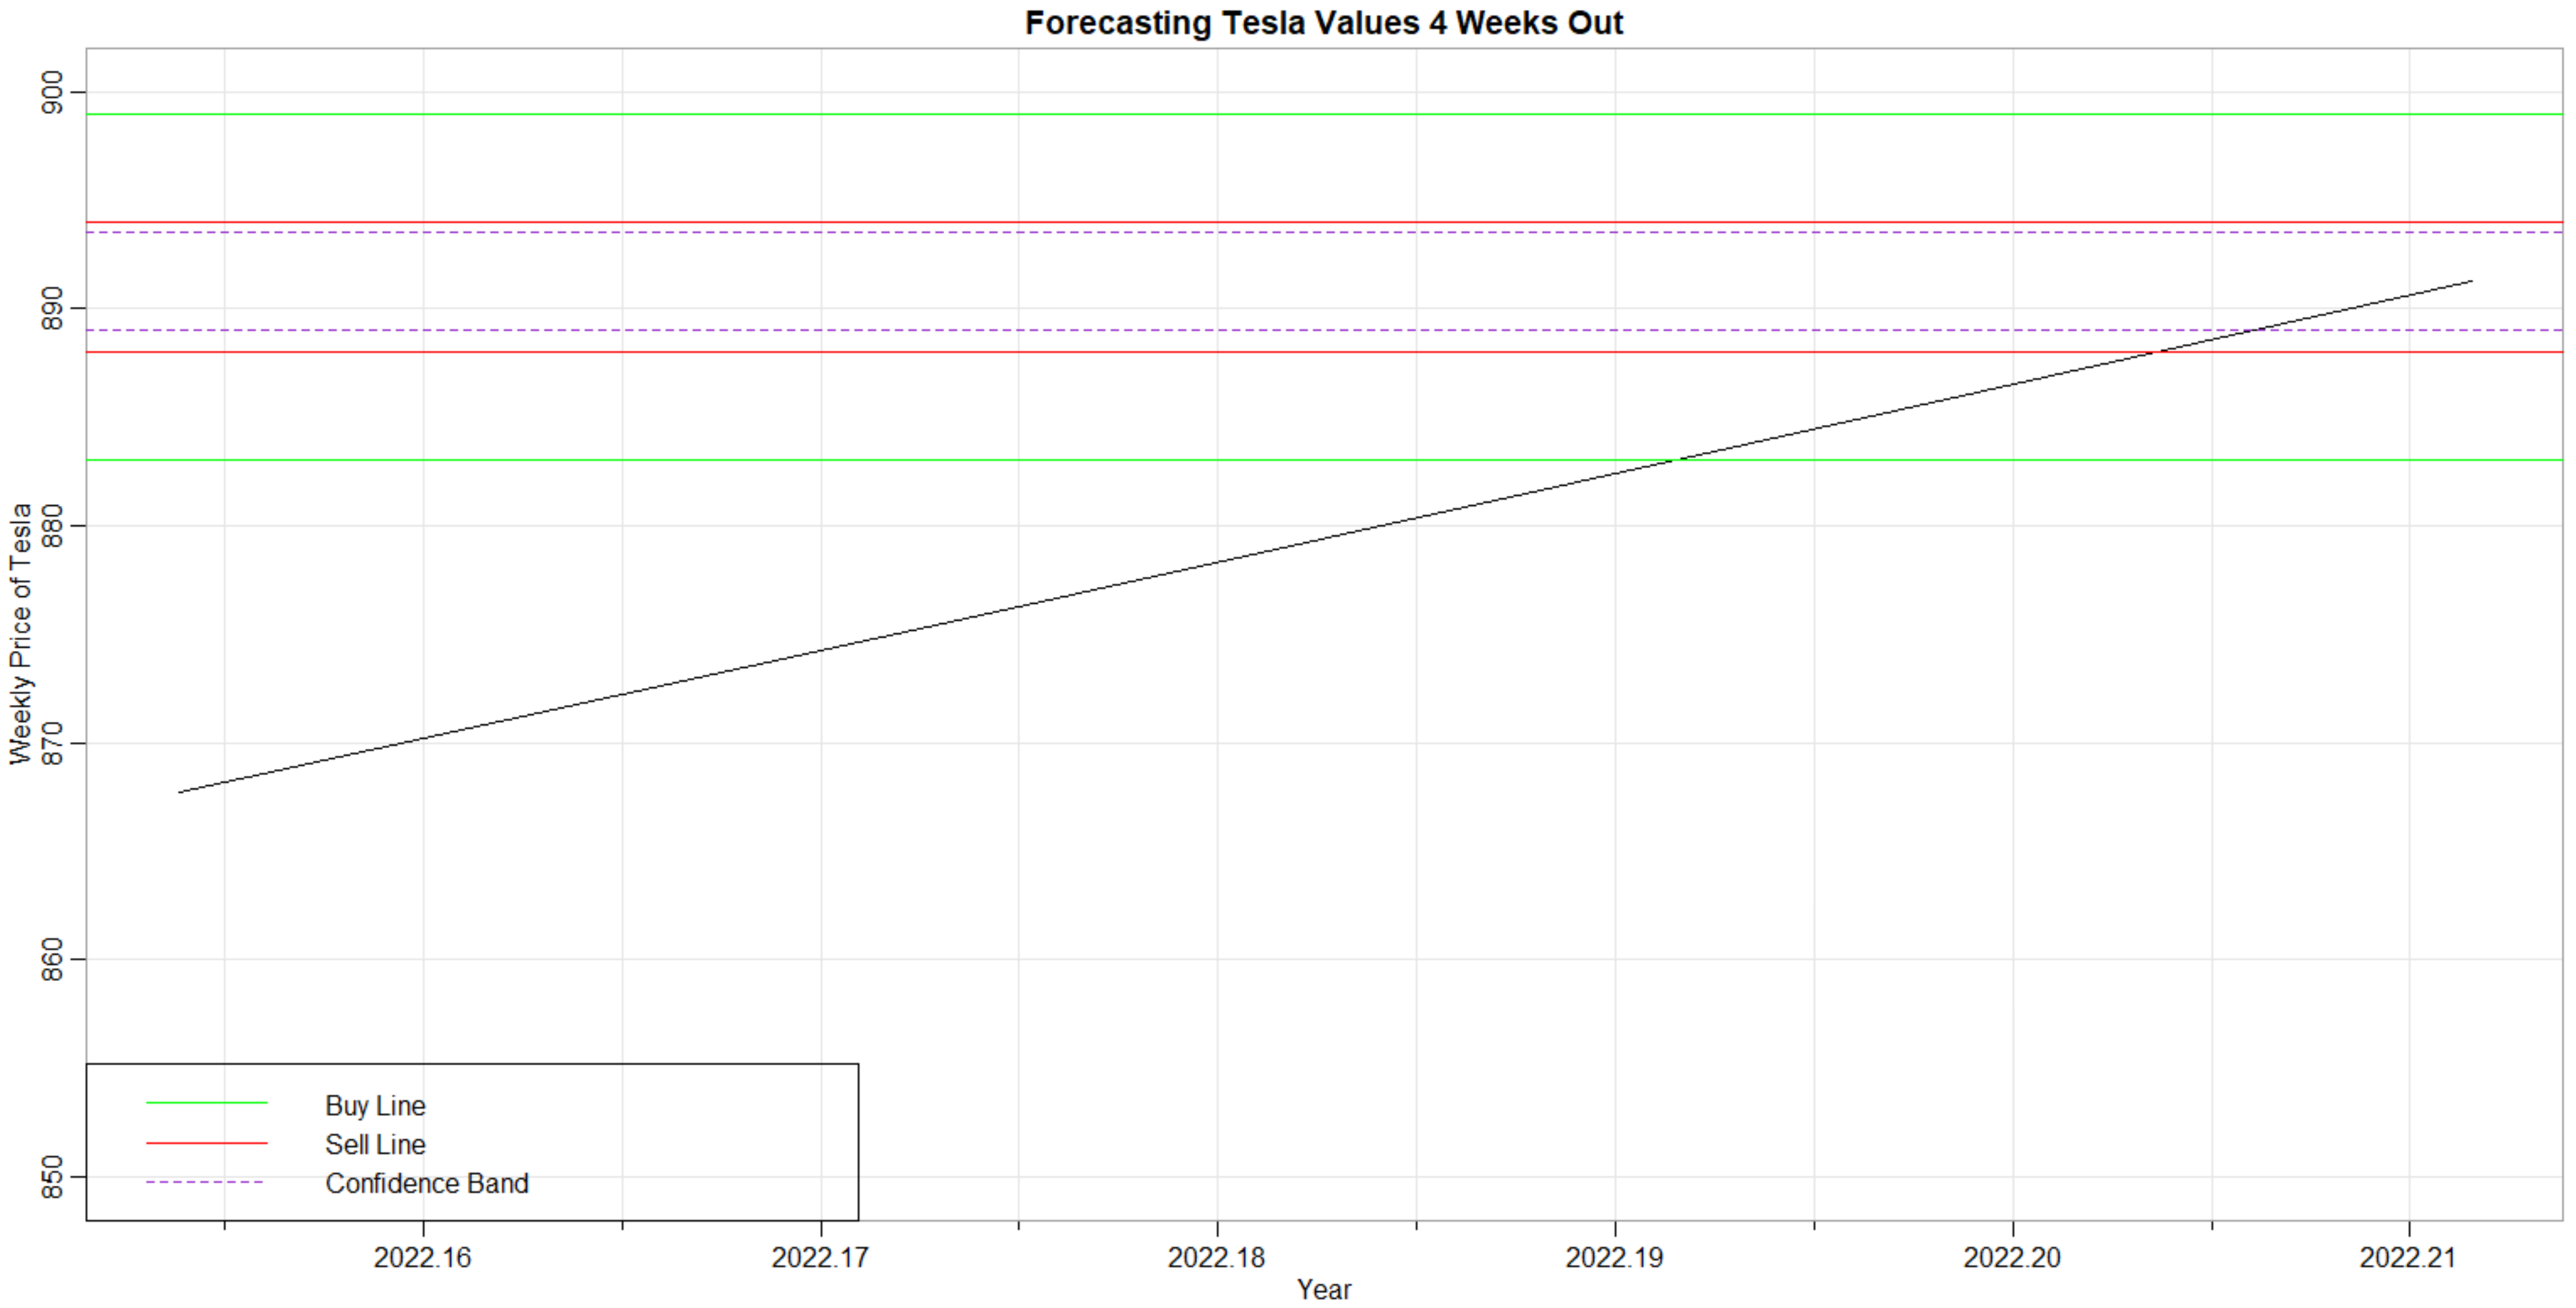 Forecasting Tesla Values 4 Weeks Out
Weekly Price of Tesla
900
890
880
870
860
850
Buy Line
Sell Line
Confidence Band
2022.16 2022.17 2022.18 2022.19 2022.20 2022.21
Year